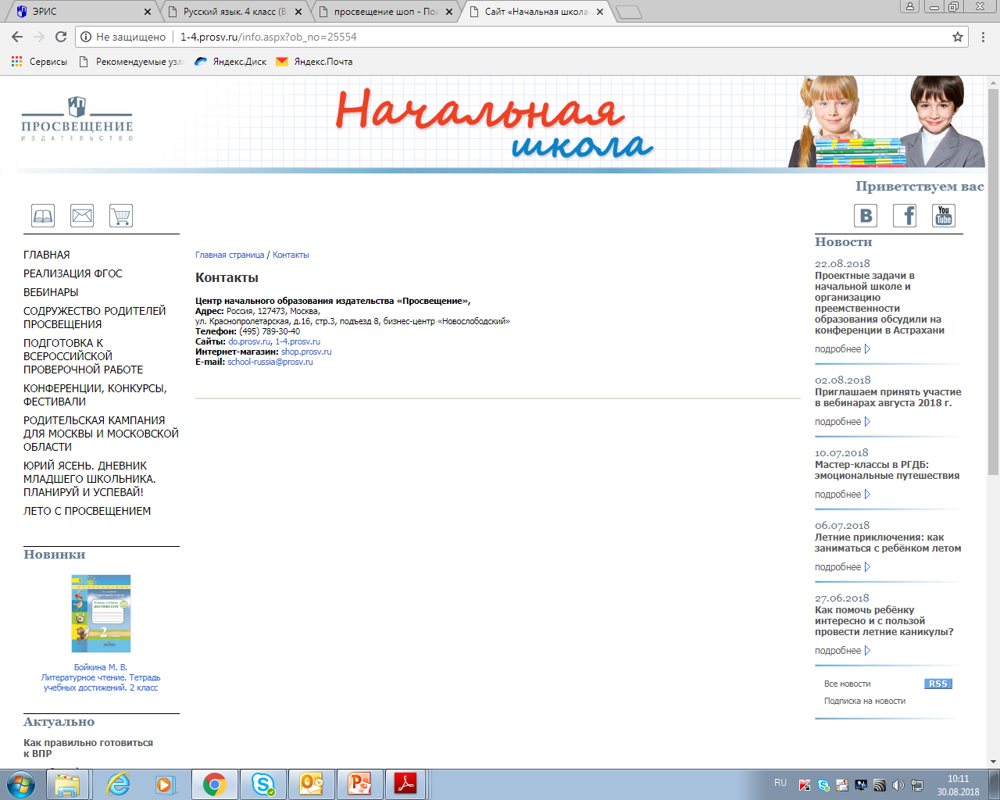 ЭРИС
Русский язык. 4 класс (В
просвещение шоп - Пои
Сайт «Начальная школа
Не защищено
1-4.prosv.ru/info.aspx?ob_no=25554
Сервисы
Рекомендуемые узл
Яндекс.Диск
Яндекс.Почта
ПРОСВЕЩЕНИЕ
ИЗДАТЕЛЬСТВО
Начальная
школа
Приветствуем вас
B
f
You
Tube
ГЛАВНАЯ
РЕАЛИЗАЦИЯ ФГОС
ВЕБИНАРЫ
СОДРУЖЕСТВО РОДИТЕЛЕЙ
ПРОСВЕЩЕНИЯ
ПОДГОТОВКА К
ВСЕРОССИЙСКОЙ
ПРОВЕРОЧНОЙ РАБОТЕ
КОНФЕРЕНЦИИ, КОНКУРСЫ,
ФЕСТИВАЛИ
РОДИТЕЛЬСКАЯ КАМПАНИЯ
ДЛЯ МОСКВЫ И МОСКОВСКОЙ
ОБЛАСТИ
ЮРИЙ ЯСЕНЬ. ДНЕВНИК
МЛАДШЕГО ШКОЛЬНИКА.
ПЛАНИРУЙ И УСПЕВАЙ!
ЛЕТО С ПРОСВЕЩЕНИЕМ
Новинки
2
Бойкина М. В.
Литературное чтение. Тетрадь
учебных достижений. 2 класс
Актуально
Как правильно готовиться
к ВПР
Главная страница / Контакты
Контакты
Центр начального образования издательства «Просвещение»,
Адрес: Россия, 127473, Москва,
ул. Краснопролетарская, д.16, стр.3, подъезд 8, бизнес-центр «Новослободский»
Телефон: (495) 789-30-40
Сайты: do.prosv.ru, 1-4.prosv.ru
Интернет-магазин: shop.prosv.ru
E-mail: school-russia@prosv.ru
Новости
22.08.2018
Проектные задачи в
начальной школе и
организацию
преемственности
образования обсудили на
конференции в Астрахани
подробнее
02.08.2018
Приглашаем принять участие
в вебинарах августа 2018 г.
подробнее
10.07.2018
Мастер-классы в РГДБ:
эмоциональные путешествия
подробнее
06.07.2018
Летние приключения: как
заниматься с ребёнком летом
подробнее
27.06.2018
Как помочь ребёнку
интересно и с пользой
провести летние каникулы?
подробнее
Все новости
RSS
Подписка на новости
RU
10:11
30.08.2018